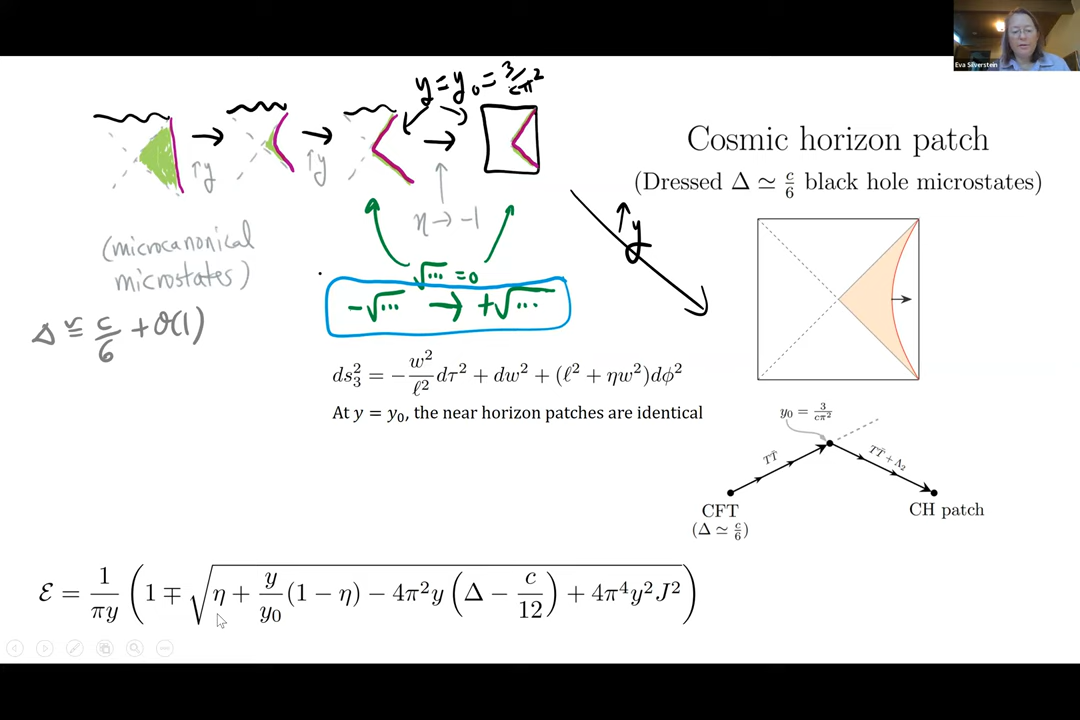 Eva Silverstein
y = y₀ = 3/cπ²
↑y
↑y
η → -1
↑y
(microcanonical
microstates)
Δ ≅ c/6 + O(1)
√... = 0
-√... → +√...
ds₃² = −(w²/ℓ²)dτ² + dw² + (ℓ² + ηw²)dϕ²
At y = y₀, the near horizon patches are identical
Cosmic horizon patch
(Dressed Δ ≃ c/6 black hole microstates)
y₀ = 3/(cπ²)
TT̄
TT̄ + Λ₂
CFT
(Δ ≃ c/6)
CH patch
ℰ = 1/(πy) (1 ∓ √(η + (y/y₀)(1 − η) − 4π²y(Δ − c/12) + 4π⁴y²J²))